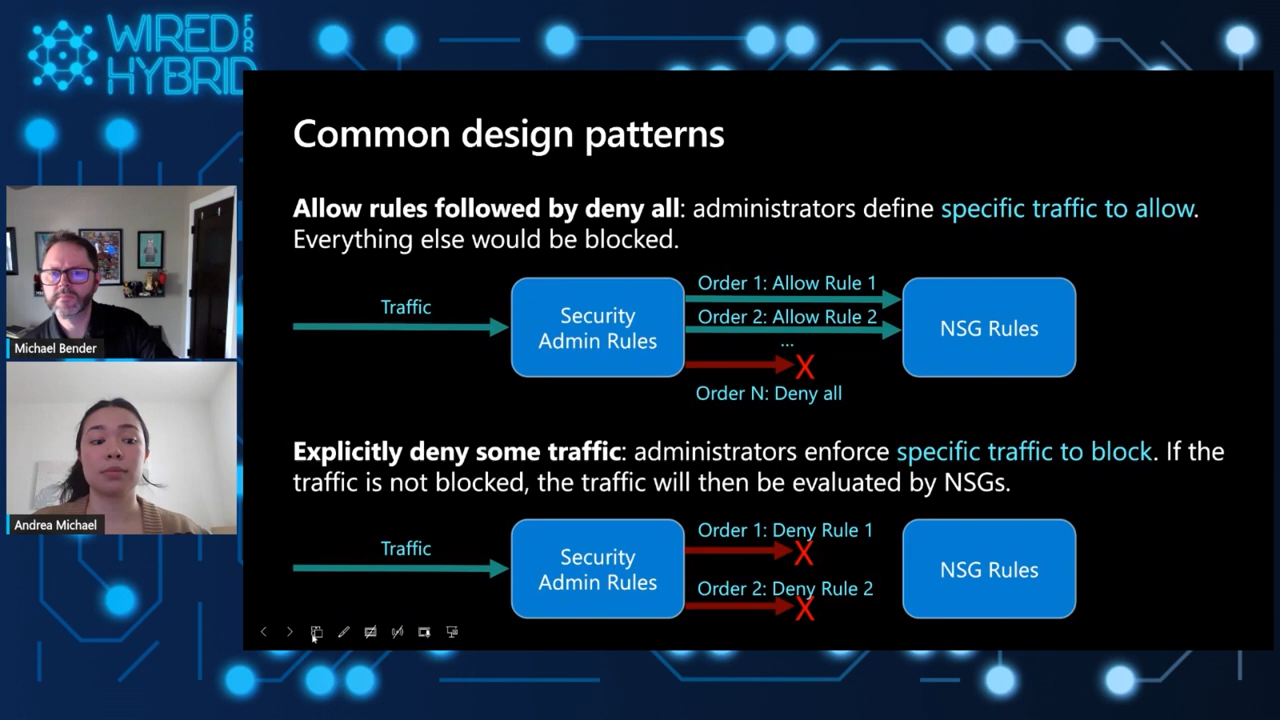 WIRED FOR
HYBRID
Common design patterns
Allow rules followed by deny all: administrators define specific traffic to allow.
Everything else would be blocked.
Traffic
Security
Admin Rules
Order 1: Allow Rule 1
Order 2: Allow Rule 2
...
Order N: Deny all
NSG Rules
Michael Bender
Explicitly deny some traffic: administrators enforce specific traffic to block. If the
traffic is not blocked, the traffic will then be evaluated by NSGs.
Traffic
Security
Admin Rules
Order 1: Deny Rule 1
X
Order 2: Deny Rule 2
X
NSG Rules
Andrea Michael